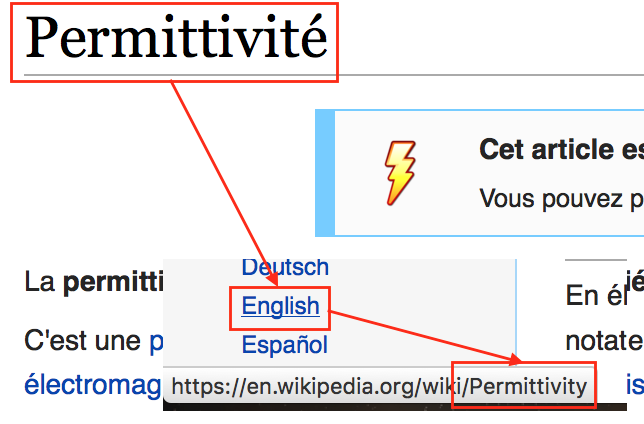 Permittivité
Cet article es
Vous pouvez p
La permitti
Deutsch
English
Español
https://en.wikipedia.org/wiki/Permittivity
ié
En él
C'est une p
notate
électromag
is